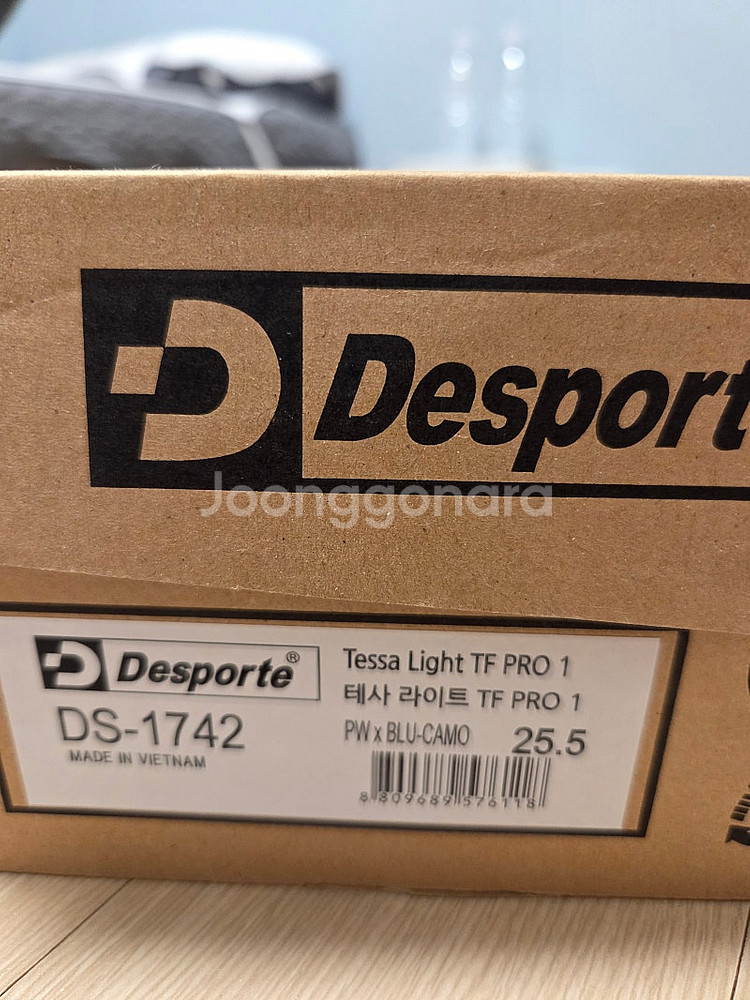 Desporte
Joonggonara
Desporte®
DS-1742
MADE IN VIETNAM
Tessa Light TF PRO 1
테사 라이트 TF PRO 1
PW x BLU-CAMO 25.5
8 809689 576118